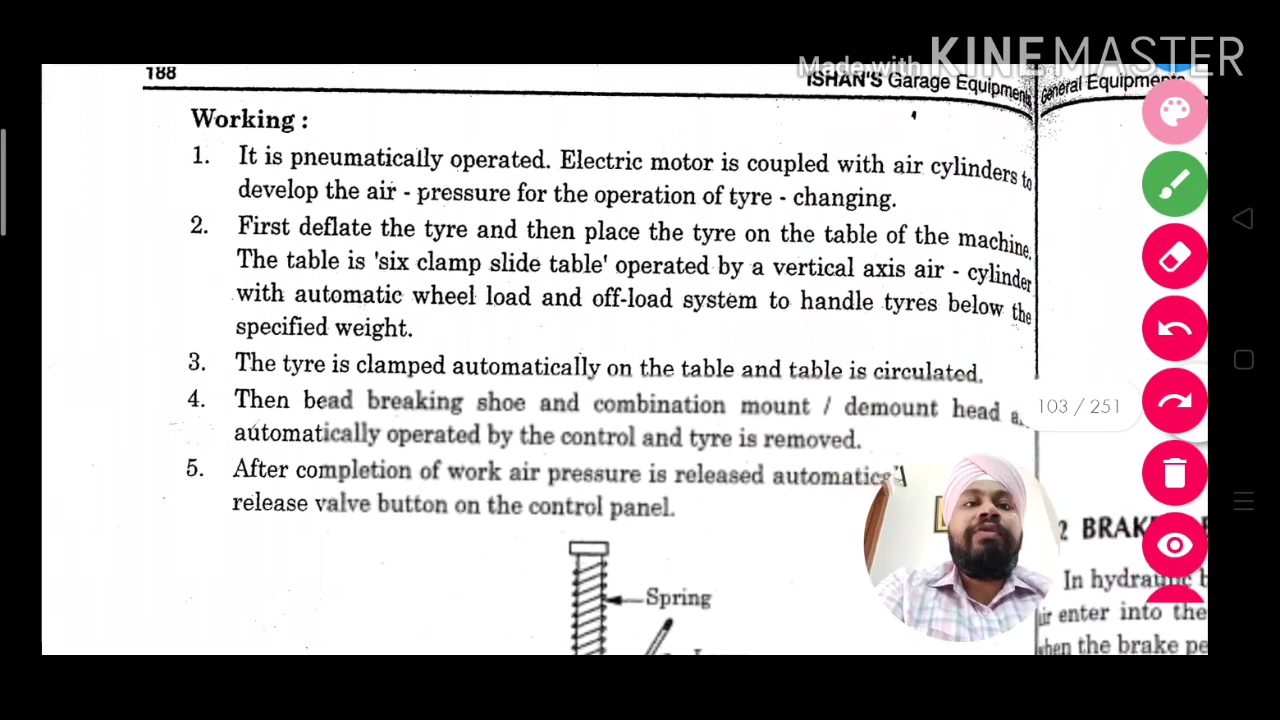 Made with KINEMASTER
188
ISHAN'S Garage Equipments
General Equipments
Working :
1. It is pneumatically operated. Electric motor is coupled with air cylinders to
develop the air - pressure for the operation of tyre - changing.
2. First deflate the tyre and then place the tyre on the table of the machine.
The table is 'six clamp slide table' operated by a vertical axis air - cylinder
with automatic wheel load and off-load system to handle tyres below the
specified weight.
3. The tyre is clamped automatically on the table and table is circulated.
4. Then bead breaking shoe and combination mount / demount head
automatically operated by the control and tyre is removed.
5. After completion of work air pressure is released
release valve button on the control panel.
Spring
103 / 251
2 BRAK
In hydraulic b
air enter into the
when the brake pe